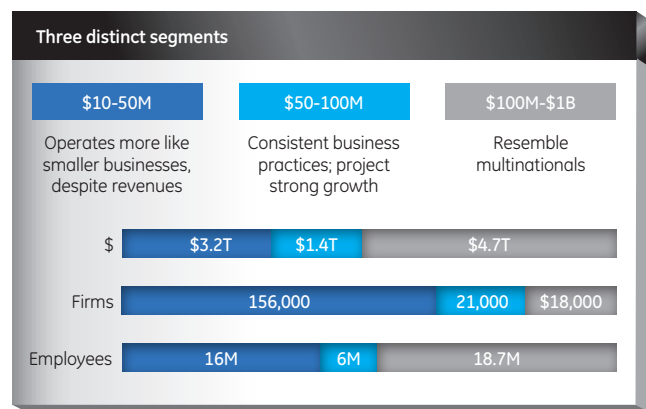 Three distinct segments
$10-50M
$50-100M
$100M-$1B
Operates more like
smaller businesses,
despite revenues
Consistent business
practices; project
strong growth
Resemble
multinationals
$ $3.2T $1.4T $4.7T
Firms 156,000 21,000 $18,000
Employees 16M 6M 18.7M